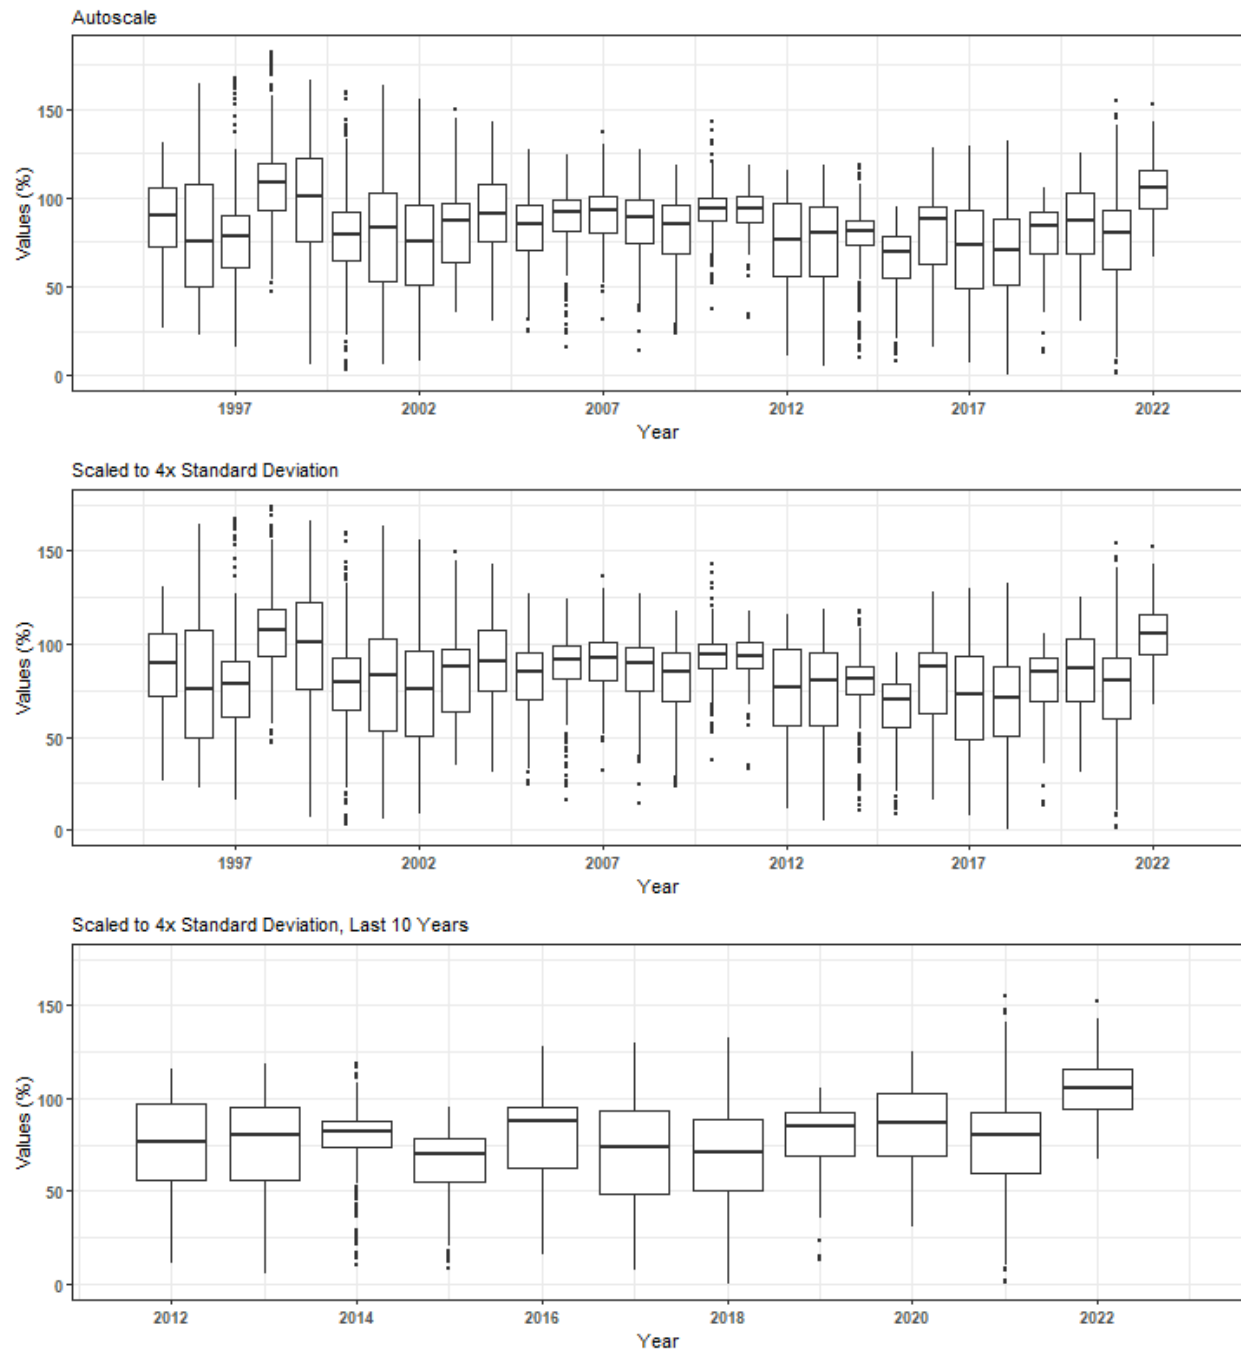 Autoscale
150
100
50
0
Values (%)
1997 2002 2007 2012 2017 2022
Year
Scaled to 4x Standard Deviation
150
100
50
0
Values (%)
1997 2002 2007 2012 2017 2022
Year
Scaled to 4x Standard Deviation, Last 10 Years
150
100
50
0
Values (%)
2012 2014 2016 2018 2020 2022
Year